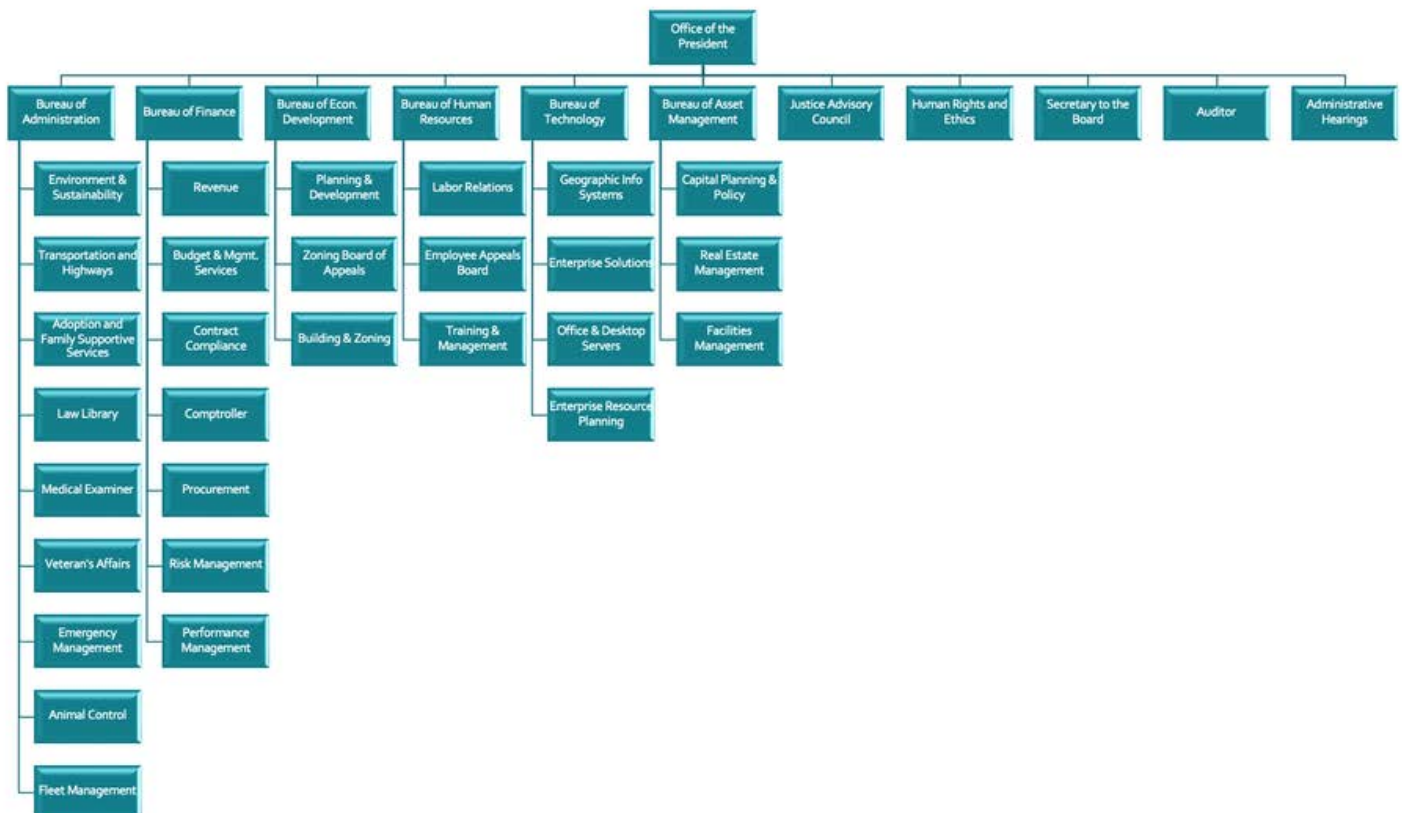 Office of the
President
Bureau of
Administration
Bureau of Finance
Bureau of Econ.
Development
Bureau of Human
Resources
Bureau of
Technology
Bureau of Asset
Management
Justice Advisory
Council
Human Rights and
Ethics
Secretary to the
Board
Auditor
Administrative
Hearings
Environment &
Sustainability
Transportation and
Highways
Adoption and
Family Supportive
Services
Law Library
Medical Examiner
Veteran's Affairs
Emergency
Management
Animal Control
Fleet Management
Revenue
Budget & Mgmt.
Services
Contract
Compliance
Comptroller
Procurement
Risk Management
Performance
Management
Planning &
Development
Zoning Board of
Appeals
Building & Zoning
Labor Relations
Employee Appeals
Board
Training &
Management
Geographic Info
Systems
Enterprise Solutions
Office & Desktop
Servers
Enterprise Resource
Planning
Capital Planning &
Policy
Real Estate
Management
Facilities
Management